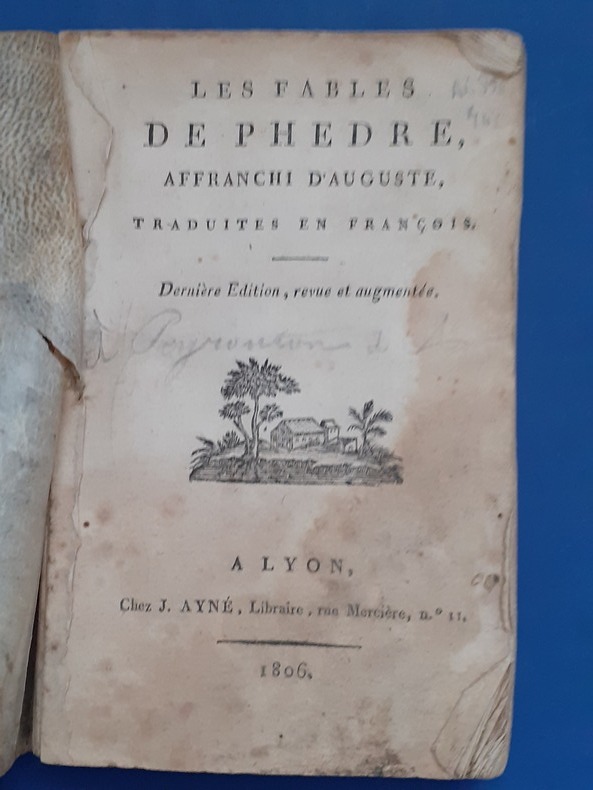 LES FABLES
DE PHEDRE,
AFFRANCHI D'AUGUSTE,
TRADUITES EN FRANÇOIS.
Dernière Edition, revue et augmentée.
A LYON,
Chez J. AYNÉ, Libraire, rue Mercière, n.º 11.
1806.